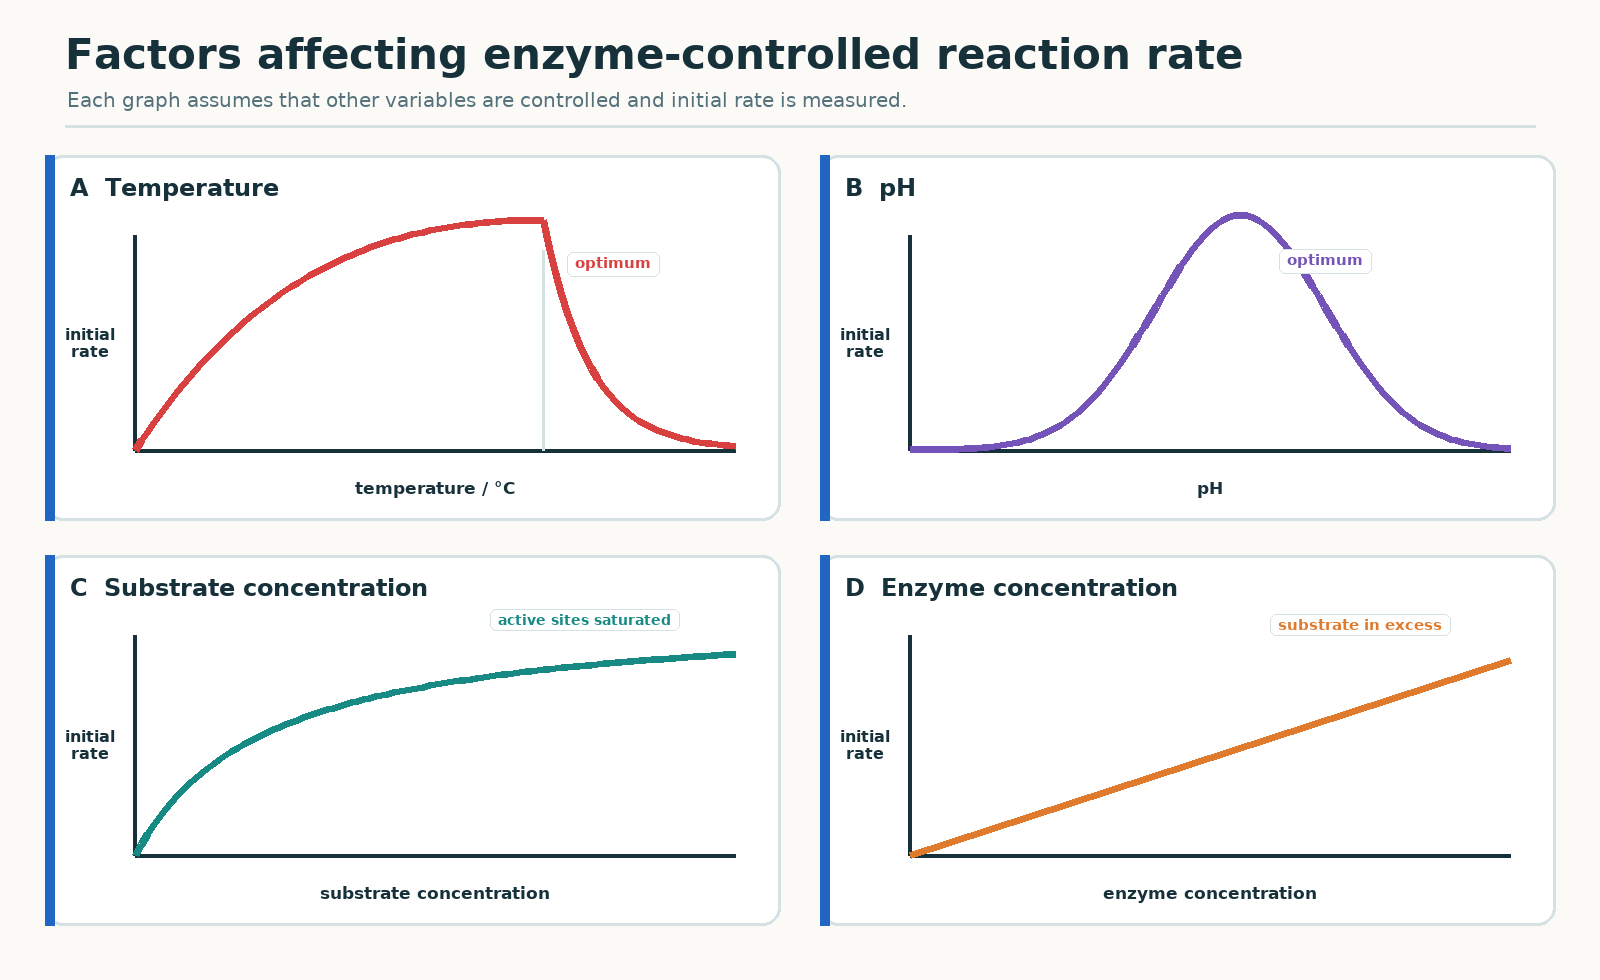 Factors affecting enzyme-controlled reaction rate
Each graph assumes that other variables are controlled and initial rate is measured.
A  Temperature
optimum
initial
rate
temperature / °C
B  pH
optimum
initial
rate
pH
C  Substrate concentration
active sites saturated
initial
rate
substrate concentration
D  Enzyme concentration
substrate in excess
initial
rate
enzyme concentration